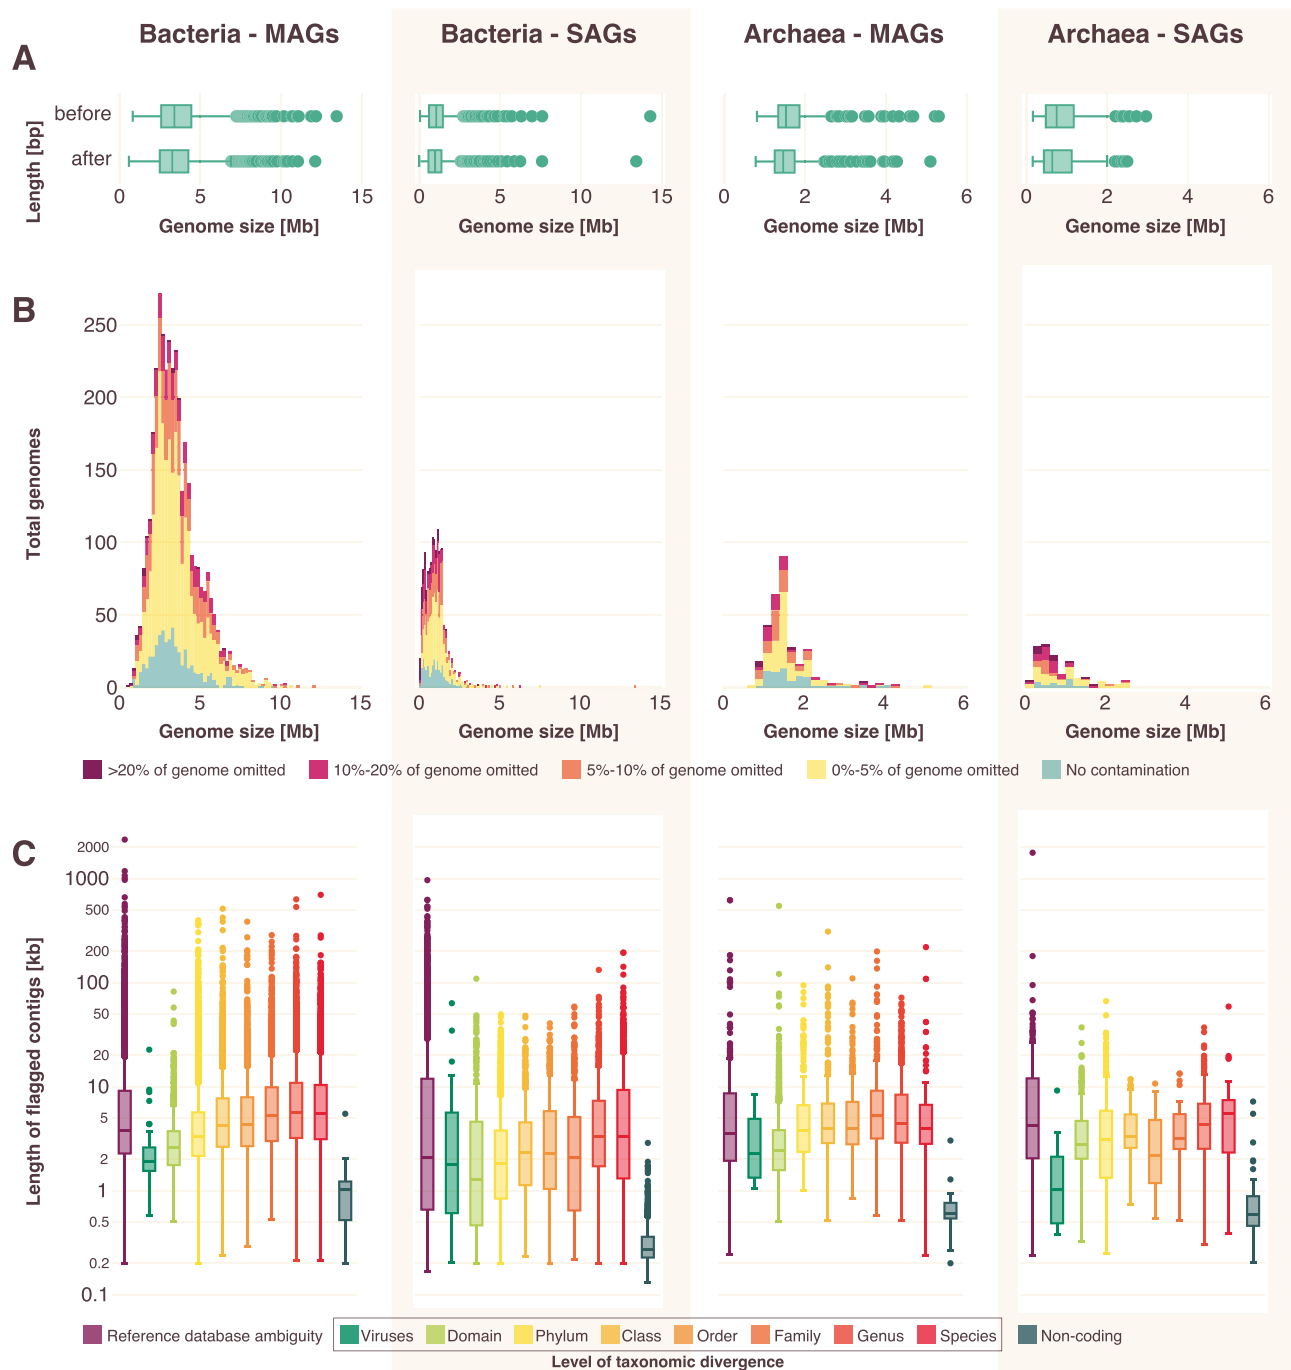 Bacteria - MAGs
Bacteria - SAGs
Archaea - MAGs
Archaea - SAGs
A
Length [bp]
before
after
0 5 10 15
0 5 10 15
0 2 4 6
0 2 4 6
Genome size [Mb]
Genome size [Mb]
Genome size [Mb]
Genome size [Mb]
B
Total genomes
250
200
150
100
50
0
0 5 10 15
0 5 10 15
0 2 4 6
0 2 4 6
Genome size [Mb]
Genome size [Mb]
Genome size [Mb]
Genome size [Mb]
>20% of genome omitted
10%-20% of genome omitted
5%-10% of genome omitted
0%-5% of genome omitted
No contamination
C
Length of flagged contigs [kb]
2000
1000
500
200
100
50
20
10
5
2
1
0.5
0.2
0.1
Reference database ambiguity
Viruses
Domain
Phylum
Class
Order
Family
Genus
Species
Non-coding
Level of taxonomic divergence